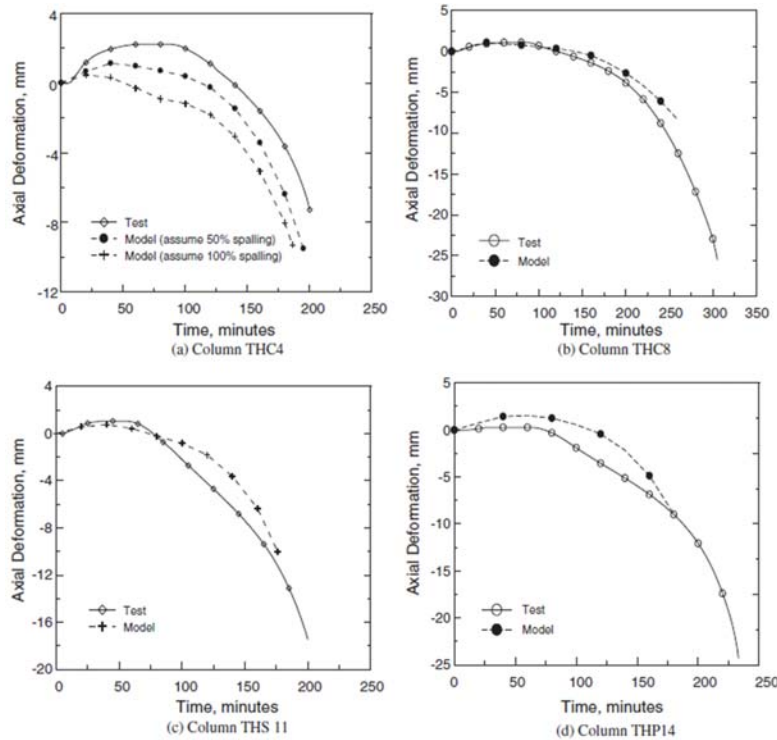 4
0
-4
-8
-12
Axial Deformation, mm
Test
Model (assume 50% spalling)
Model (assume 100% spalling)
0 50 100 150 200 250
Time, minutes
(a) Column THC4
5
0
-5
-10
-15
-20
-25
-30
Axial Deformation, mm
Test
Model
0 50 100 150 200 250 300 350
Time, minutes
(b) Column THC8
4
0
-4
-8
-12
-16
-20
Axial Deformation, mm
Test
Model
0 50 100 150 200 250
Time, minutes
(c) Column THS 11
5
0
-5
-10
-15
-20
-25
Axial Deformation, mm
Test
Model
0 50 100 150 200 250
Time, minutes
(d) Column THP14